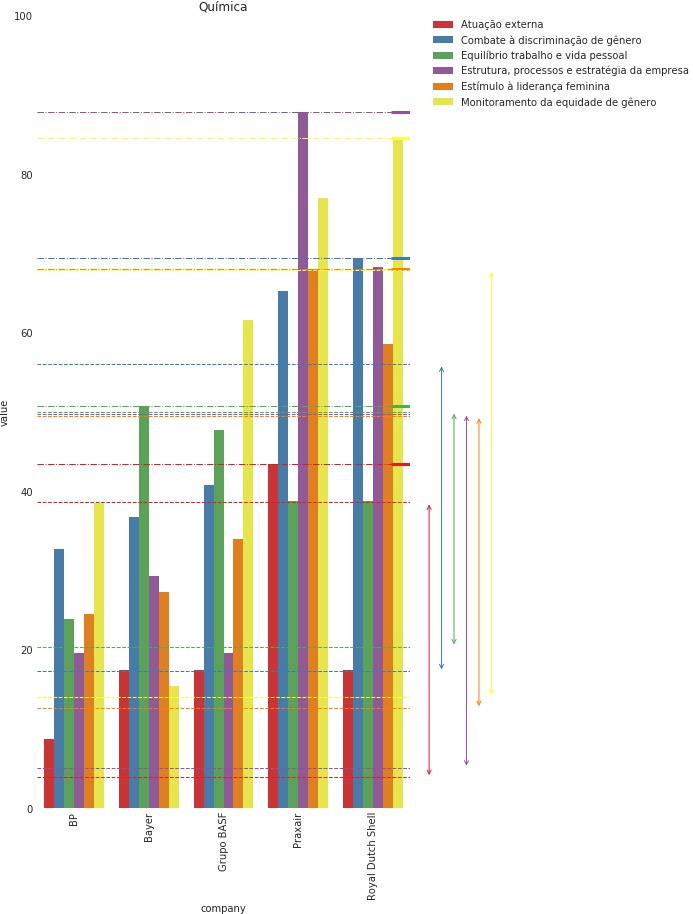 Química
100
80
60
40
20
0
value
BP
Bayer
Grupo BASF
Praxair
Royal Dutch Shell
company
Atuação externa
Combate à discriminação de gênero
Equilíbrio trabalho e vida pessoal
Estrutura, processos e estratégia da empresa
Estímulo à liderança feminina
Monitoramento da equidade de gênero